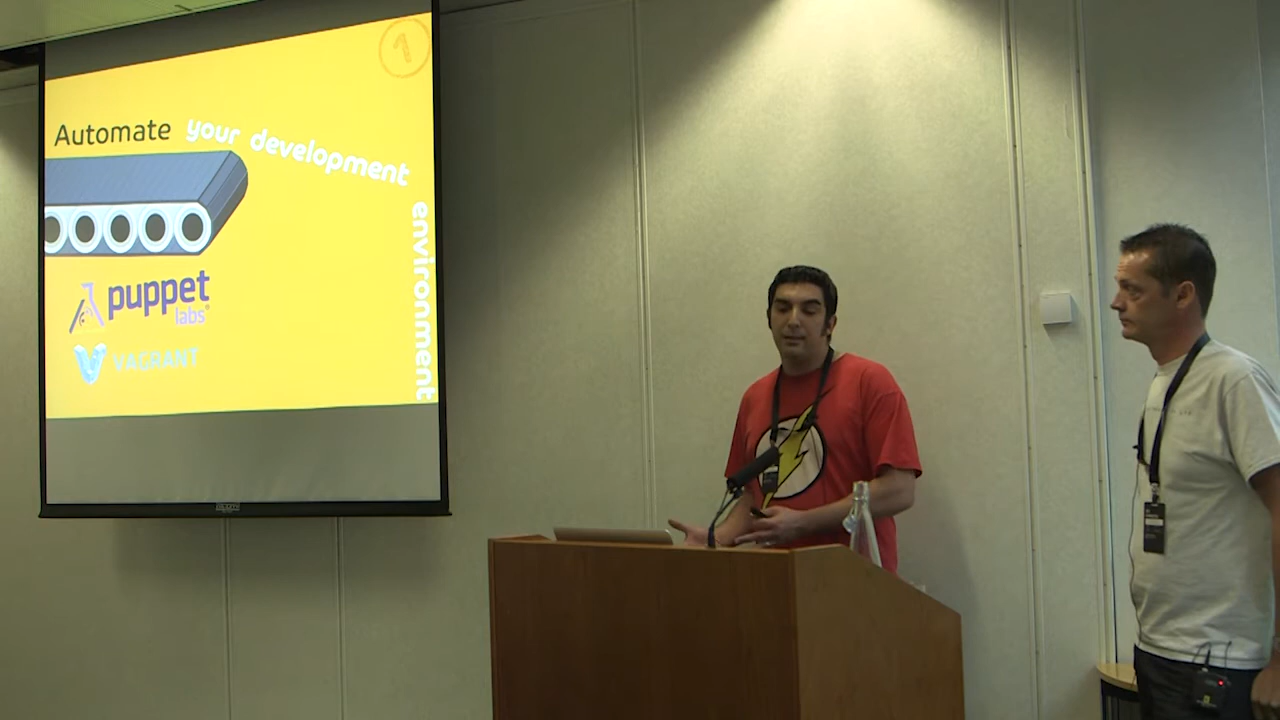 1
Automate your development
environment
puppet
labs®
VAGRANT